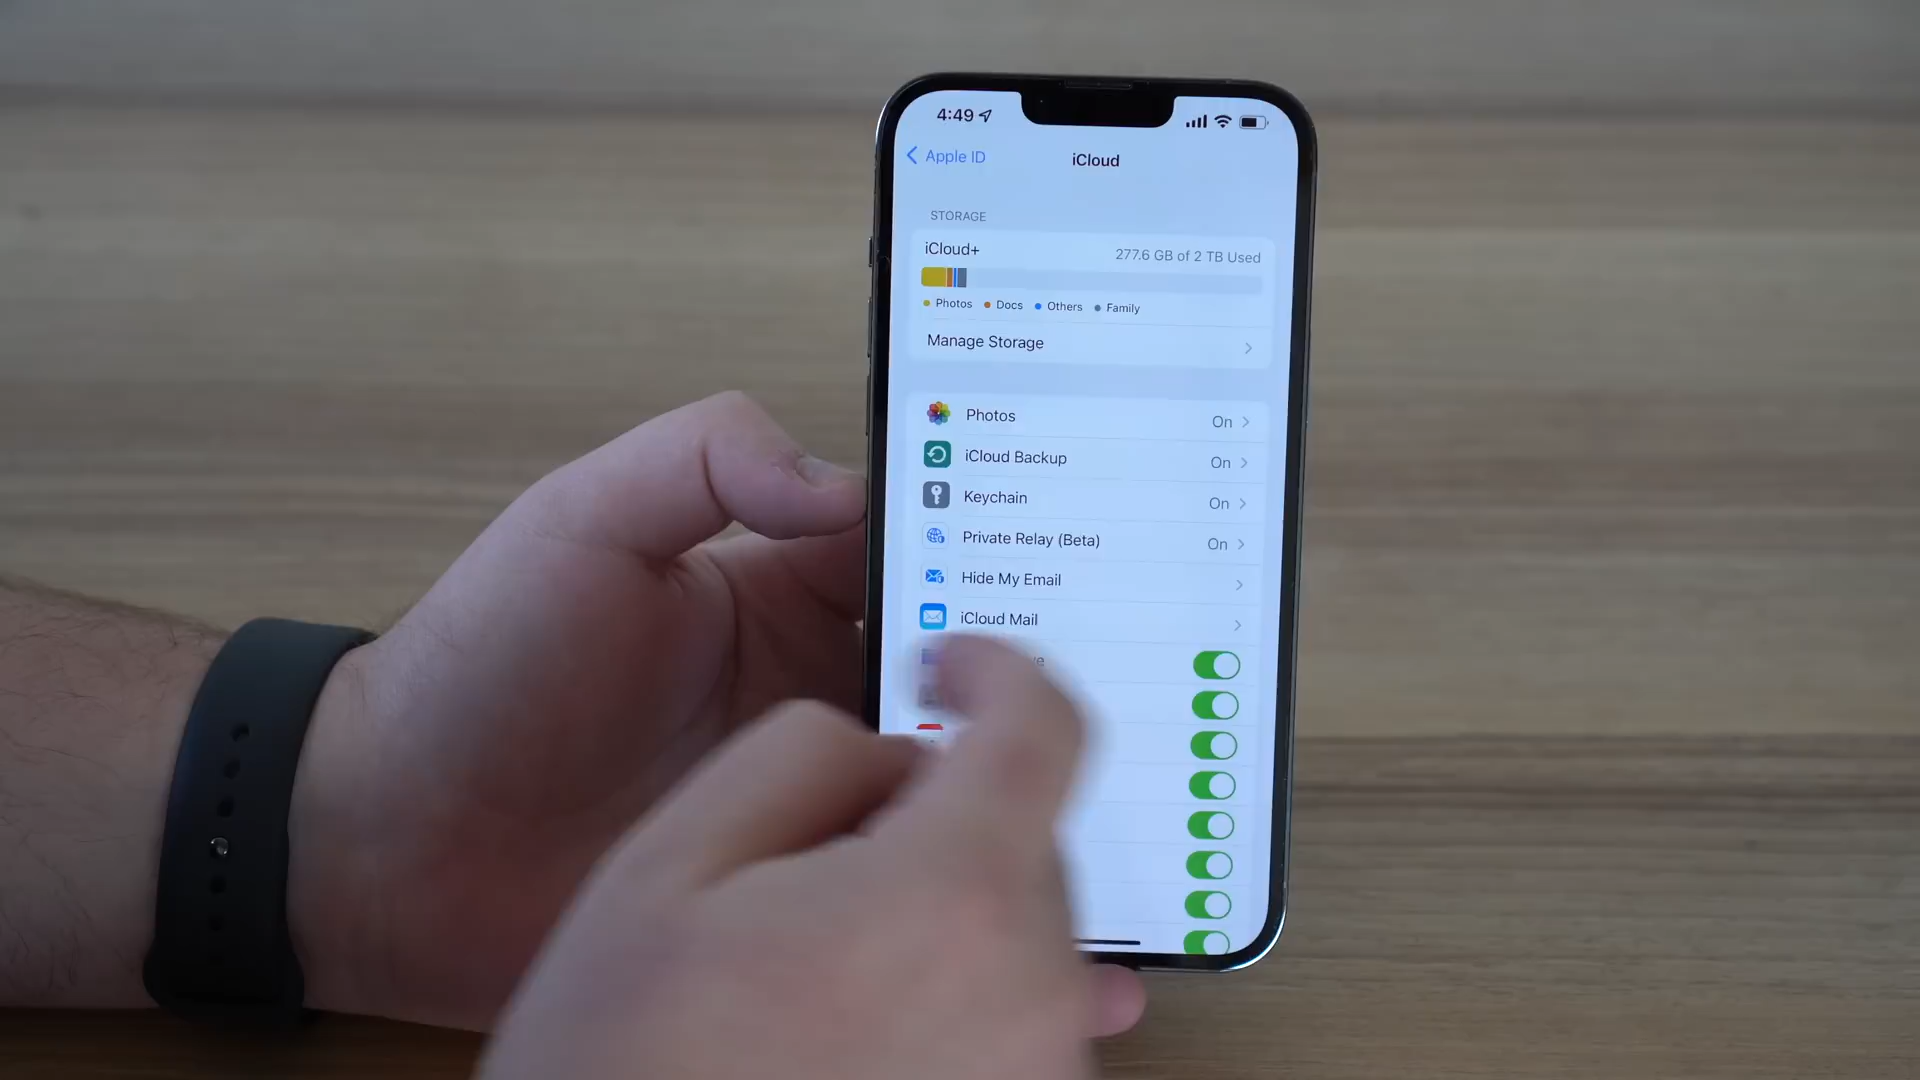 4:49
Apple ID
iCloud
STORAGE
iCloud+ 277.6 GB of 2 TB Used
Photos Docs Others Family
Manage Storage
Photos On
iCloud Backup On
Keychain On
Private Relay (Beta) On
Hide My Email
iCloud Mail